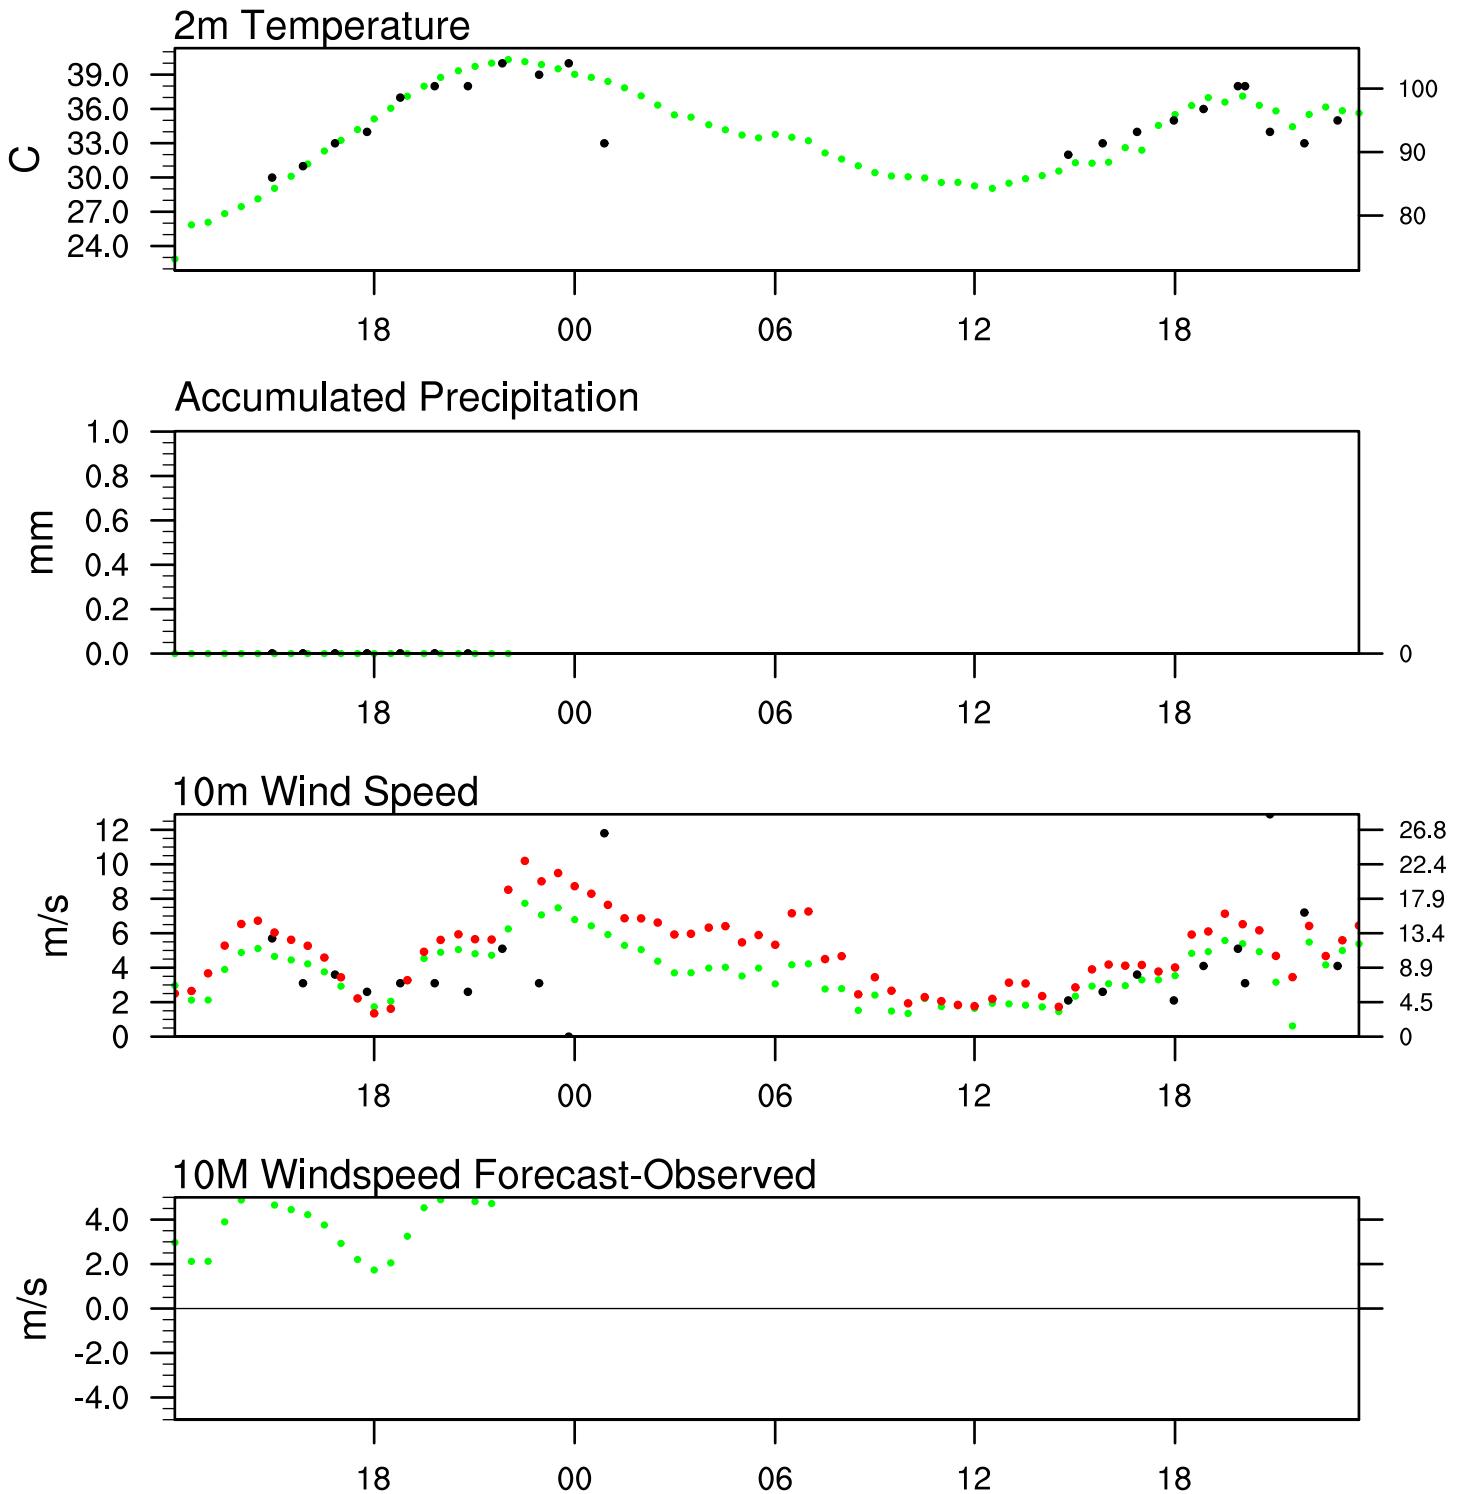 2m Temperature
39.0
36.0
33.0
30.0
27.0
24.0
C
100
90
80
18 00 06 12 18
Accumulated Precipitation
1.0
0.8
0.6
0.4
0.2
0.0
mm
0
18 00 06 12 18
10m Wind Speed
12
10
8
6
4
2
0
m/s
26.8
22.4
17.9
13.4
8.9
4.5
0
18 00 06 12 18
10M Windspeed Forecast-Observed
4.0
2.0
0.0
-2.0
-4.0
m/s
18 00 06 12 18